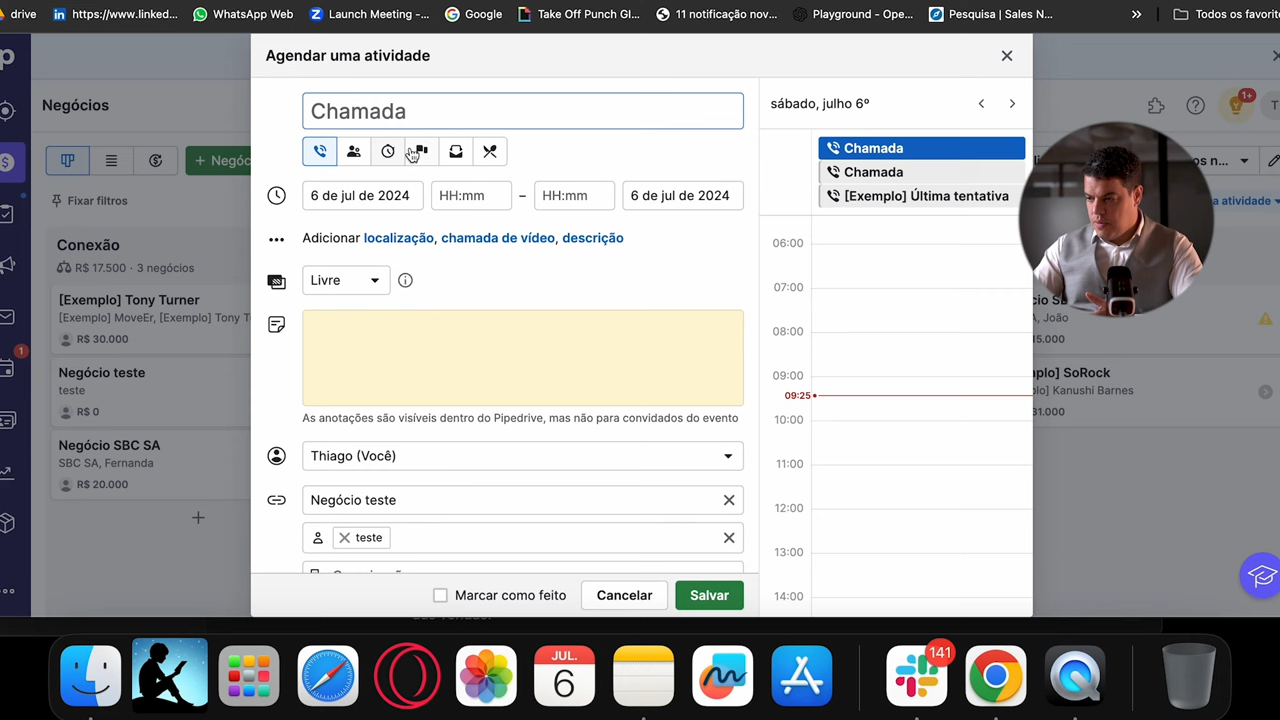 drive
https://www.linked...
WhatsApp Web
Launch Meeting -...
Google
Take Off Punch Gl...
11 notificação nov...
Playground - Ope...
Pesquisa | Sales N...
Todos os favorito
Agendar uma atividade
Negócios
+ Negóc
Fixar filtros
Conexão
R$ 17.500 · 3 negócios
[Exemplo] Tony Turner
[Exemplo] MoveEr, [Exemplo] Tony T
R$ 30.000
Negócio teste
teste
R$ 0
Negócio SBC SA
SBC SA, Fernanda
R$ 20.000
1
Chamada
6 de jul de 2024
HH:mm
–
HH:mm
6 de jul de 2024
Adicionar localização, chamada de vídeo, descrição
Livre
As anotações são visíveis dentro do Pipedrive, mas não para convidados do evento
Thiago (Você)
Negócio teste
teste
Marcar como feito
Cancelar
Salvar
sábado, julho 6º
Chamada
Chamada
[Exemplo] Última tentativa
06:00
07:00
08:00
09:00
09:25
10:00
11:00
12:00
13:00
14:00
1+
T
os n...
a atividade
A, João
15.000
mplo] SoRock
plo] Kanushi Barnes
31.000
JUL.
6
141